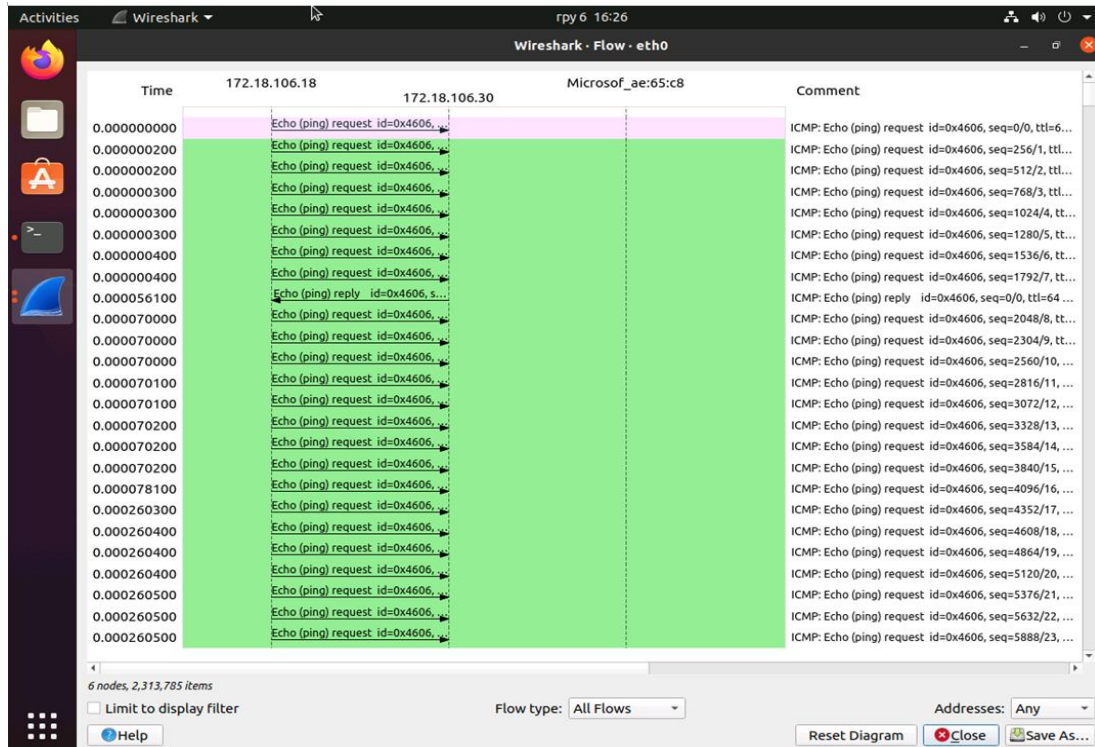 Activities Wireshark гру 6 16:26
Wireshark · Flow · eth0
Time 172.18.106.18 172.18.106.30 Microsof_ae:65:c8 Comment
0.000000000 Echo (ping) request id=0x4606, ... ICMP: Echo (ping) request id=0x4606, seq=0/0, ttl=6...
0.000000200 Echo (ping) request id=0x4606, ... ICMP: Echo (ping) request id=0x4606, seq=256/1, ttl...
0.000000200 Echo (ping) request id=0x4606, ... ICMP: Echo (ping) request id=0x4606, seq=512/2, ttl...
0.000000300 Echo (ping) request id=0x4606, ... ICMP: Echo (ping) request id=0x4606, seq=768/3, ttl...
0.000000300 Echo (ping) request id=0x4606, ... ICMP: Echo (ping) request id=0x4606, seq=1024/4, tt...
0.000000300 Echo (ping) request id=0x4606, ... ICMP: Echo (ping) request id=0x4606, seq=1280/5, tt...
0.000000400 Echo (ping) request id=0x4606, ... ICMP: Echo (ping) request id=0x4606, seq=1536/6, tt...
0.000000400 Echo (ping) request id=0x4606, ... ICMP: Echo (ping) request id=0x4606, seq=1792/7, tt...
0.000056100 Echo (ping) reply id=0x4606, s... ICMP: Echo (ping) reply id=0x4606, seq=0/0, ttl=64 ...
0.000070000 Echo (ping) request id=0x4606, ... ICMP: Echo (ping) request id=0x4606, seq=2048/8, tt...
0.000070000 Echo (ping) request id=0x4606, ... ICMP: Echo (ping) request id=0x4606, seq=2304/9, tt...
0.000070000 Echo (ping) request id=0x4606, ... ICMP: Echo (ping) request id=0x4606, seq=2560/10, ...
0.000070100 Echo (ping) request id=0x4606, ... ICMP: Echo (ping) request id=0x4606, seq=2816/11, ...
0.000070100 Echo (ping) request id=0x4606, ... ICMP: Echo (ping) request id=0x4606, seq=3072/12, ...
0.000070200 Echo (ping) request id=0x4606, ... ICMP: Echo (ping) request id=0x4606, seq=3328/13, ...
0.000070200 Echo (ping) request id=0x4606, ... ICMP: Echo (ping) request id=0x4606, seq=3584/14, ...
0.000070200 Echo (ping) request id=0x4606, ... ICMP: Echo (ping) request id=0x4606, seq=3840/15, ...
0.000078100 Echo (ping) request id=0x4606, ... ICMP: Echo (ping) request id=0x4606, seq=4096/16, ...
0.000260300 Echo (ping) request id=0x4606, ... ICMP: Echo (ping) request id=0x4606, seq=4352/17, ...
0.000260400 Echo (ping) request id=0x4606, ... ICMP: Echo (ping) request id=0x4606, seq=4608/18, ...
0.000260400 Echo (ping) request id=0x4606, ... ICMP: Echo (ping) request id=0x4606, seq=4864/19, ...
0.000260400 Echo (ping) request id=0x4606, ... ICMP: Echo (ping) request id=0x4606, seq=5120/20, ...
0.000260500 Echo (ping) request id=0x4606, ... ICMP: Echo (ping) request id=0x4606, seq=5376/21, ...
0.000260500 Echo (ping) request id=0x4606, ... ICMP: Echo (ping) request id=0x4606, seq=5632/22, ...
0.000260500 Echo (ping) request id=0x4606, ... ICMP: Echo (ping) request id=0x4606, seq=5888/23, ...
6 nodes, 2,313,785 items
Limit to display filter Flow type: All Flows Addresses: Any
Help Reset Diagram Close Save As...